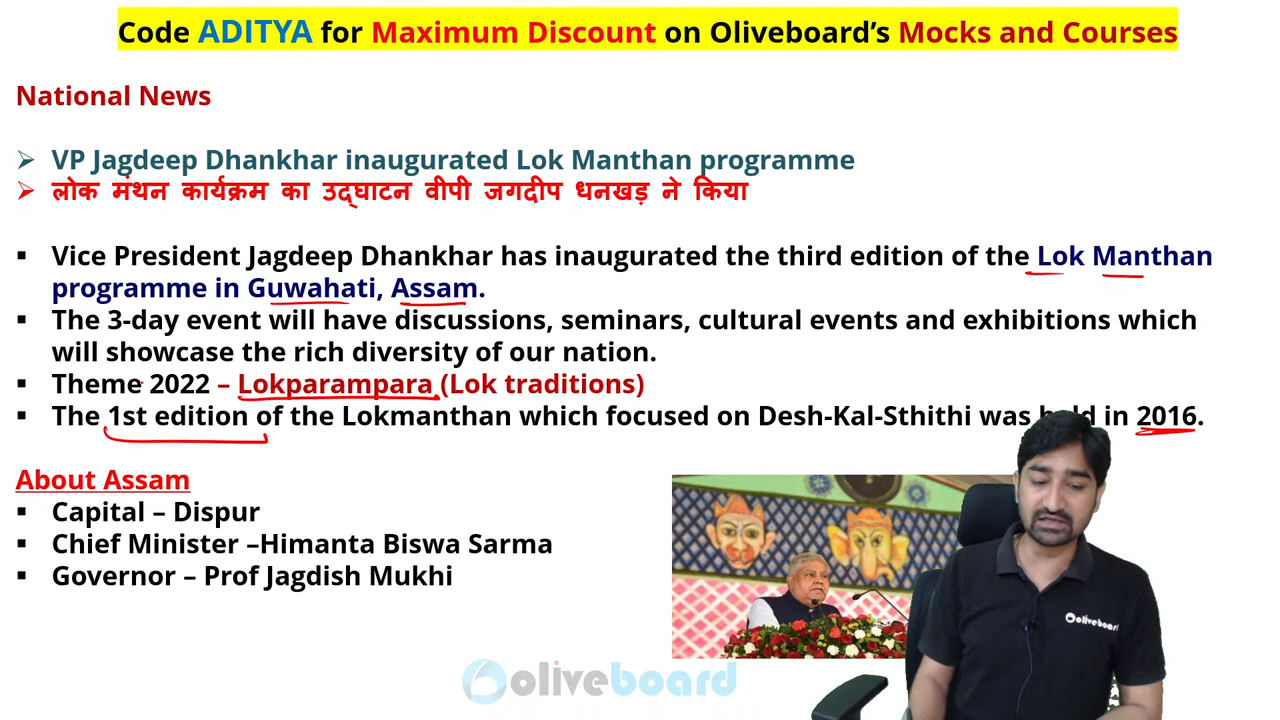 Code ADITYA for Maximum Discount on Oliveboard’s Mocks and Courses
National News
VP Jagdeep Dhankhar inaugurated Lok Manthan programme
लोक मंथन कार्यक्रम का उद्घाटन वीपी जगदीप धनखड़ ने किया
Vice President Jagdeep Dhankhar has inaugurated the third edition of the Lok Manthan
programme in Guwahati, Assam.
The 3-day event will have discussions, seminars, cultural events and exhibitions which
will showcase the rich diversity of our nation.
Theme 2022 – Lokparampara (Lok traditions)
The 1st edition of the Lokmanthan which focused on Desh-Kal-Sthithi was held in 2016.
About Assam
Capital – Dispur
Chief Minister –Himanta Biswa Sarma
Governor – Prof Jagdish Mukhi
oliveboard
oliveboard